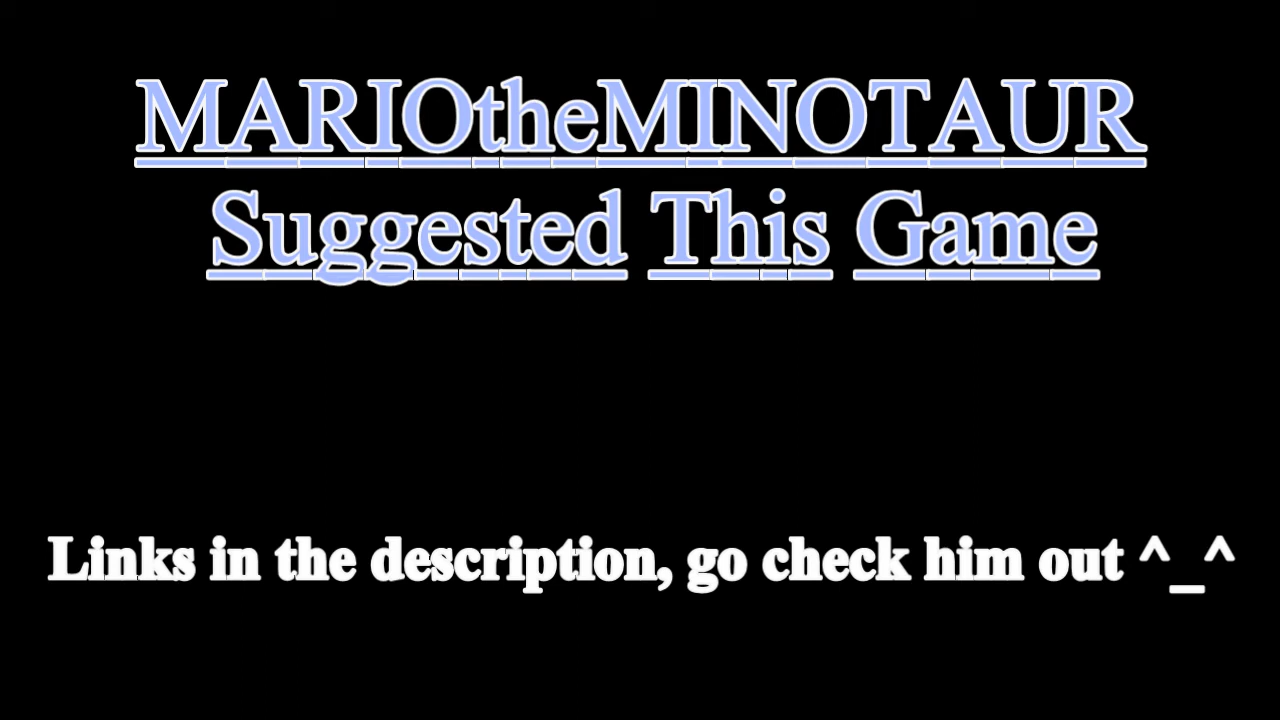 MARIOtheMINOTAUR
Suggested This Game
Links in the description, go check him out ^_^